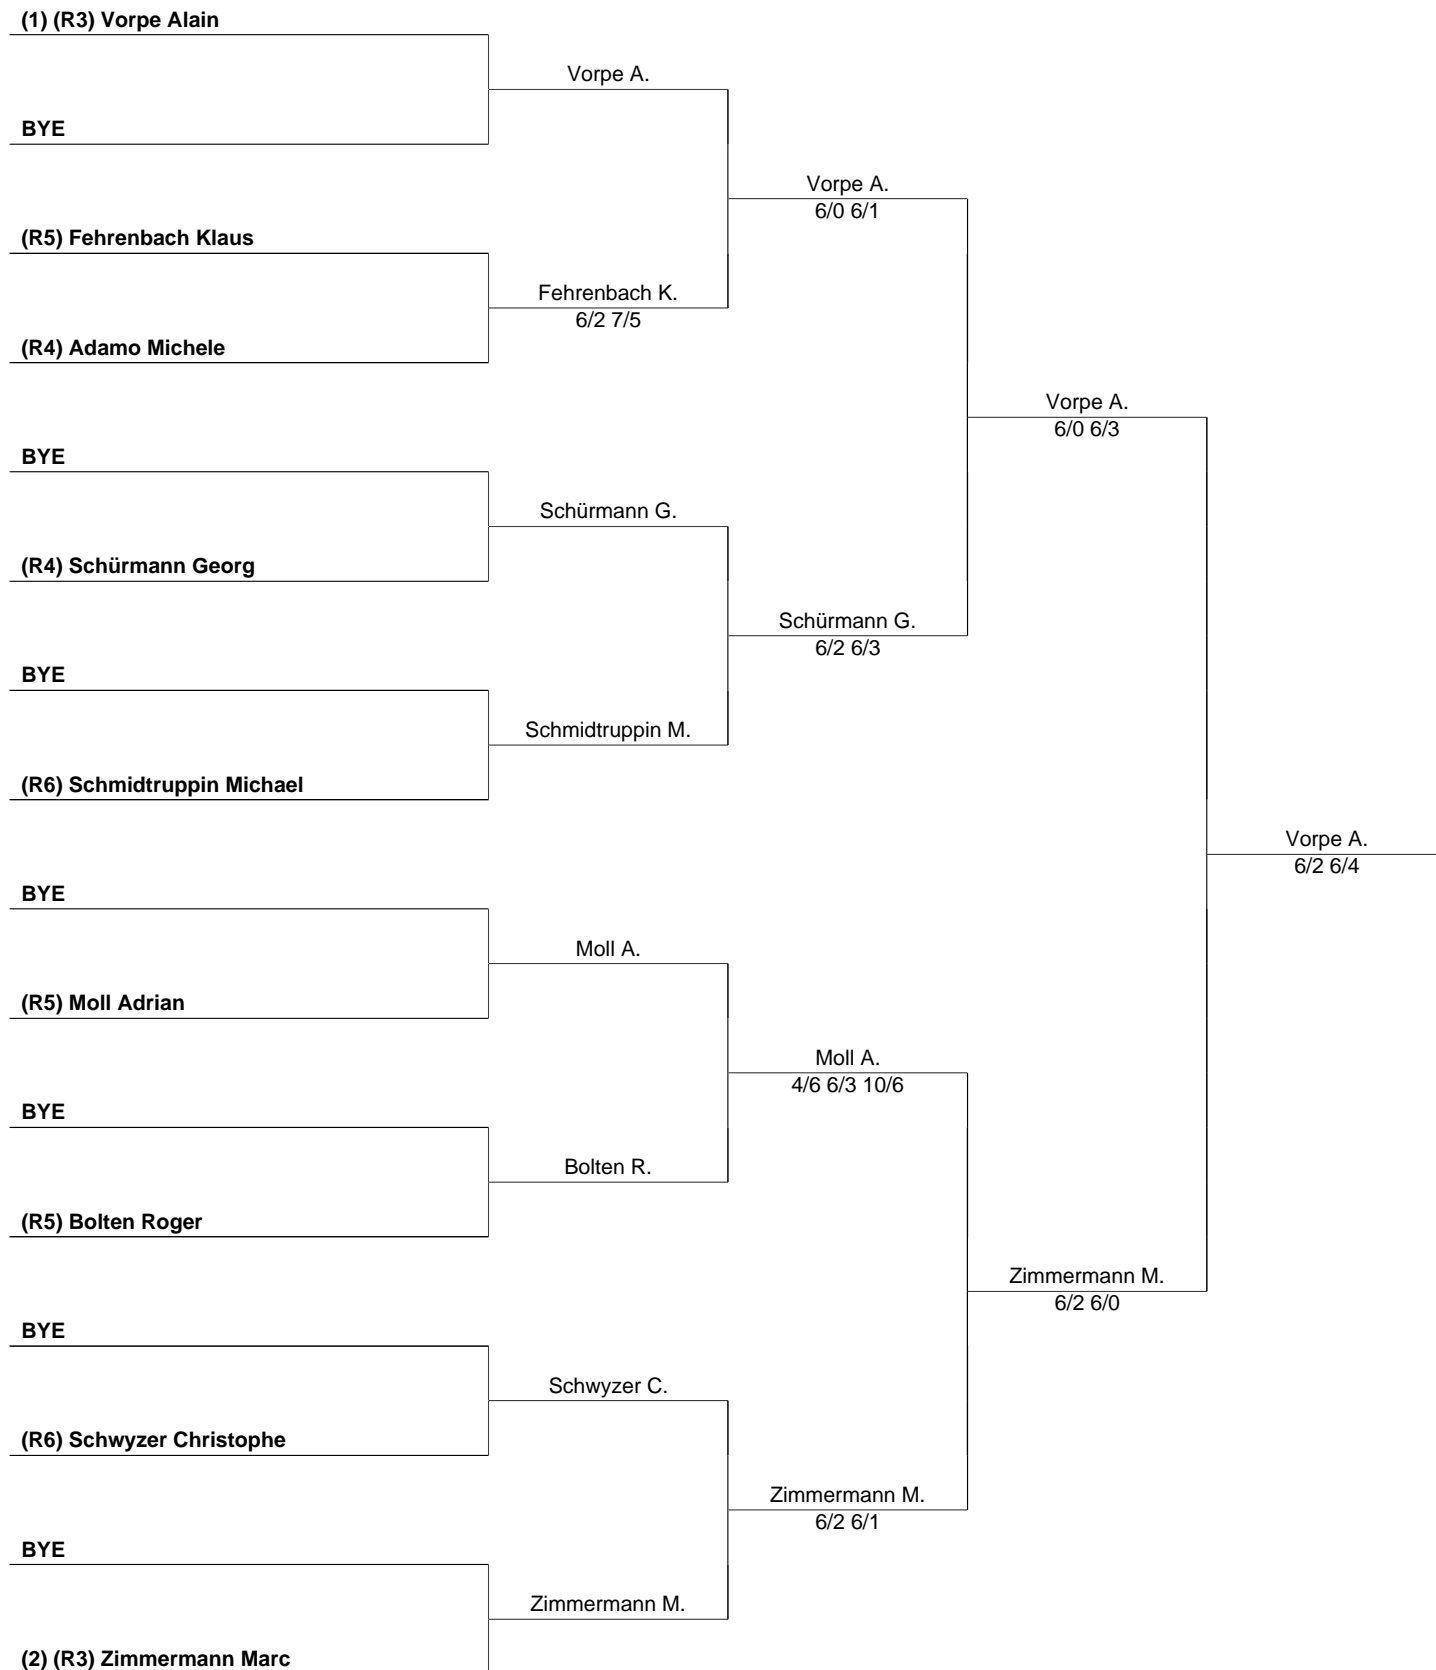 (1) (R3) Vorpe Alain
Vorpe A.
BYE
Vorpe A.
6/0 6/1
(R5) Fehrenbach Klaus
Fehrenbach K.
6/2 7/5
(R4) Adamo Michele
Vorpe A.
6/0 6/3
BYE
Schürmann G.
(R4) Schürmann Georg
Schürmann G.
6/2 6/3
BYE
Schmidtruppin M.
(R6) Schmidtruppin Michael
Vorpe A.
6/2 6/4
BYE
Moll A.
(R5) Moll Adrian
Moll A.
4/6 6/3 10/6
BYE
Bolten R.
(R5) Bolten Roger
Zimmermann M.
6/2 6/0
BYE
Schwyzer C.
(R6) Schwyzer Christophe
Zimmermann M.
6/2 6/1
BYE
Zimmermann M.
(2) (R3) Zimmermann Marc